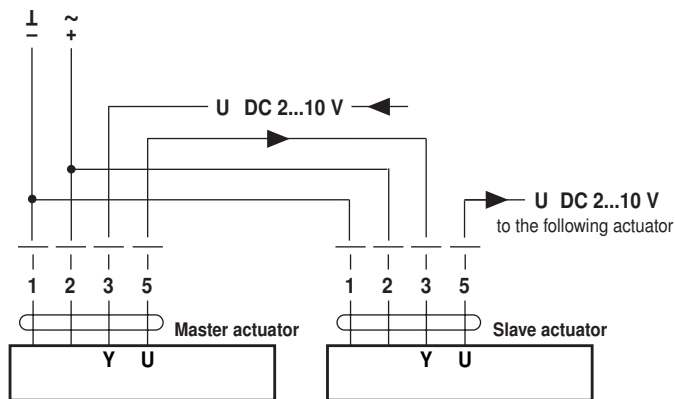 ⊥ ~
– +
U DC 2...10 V
U DC 2...10 V
to the following actuator
1 2 3 5 1 2 3 5
Master actuator Slave actuator
Y U Y U